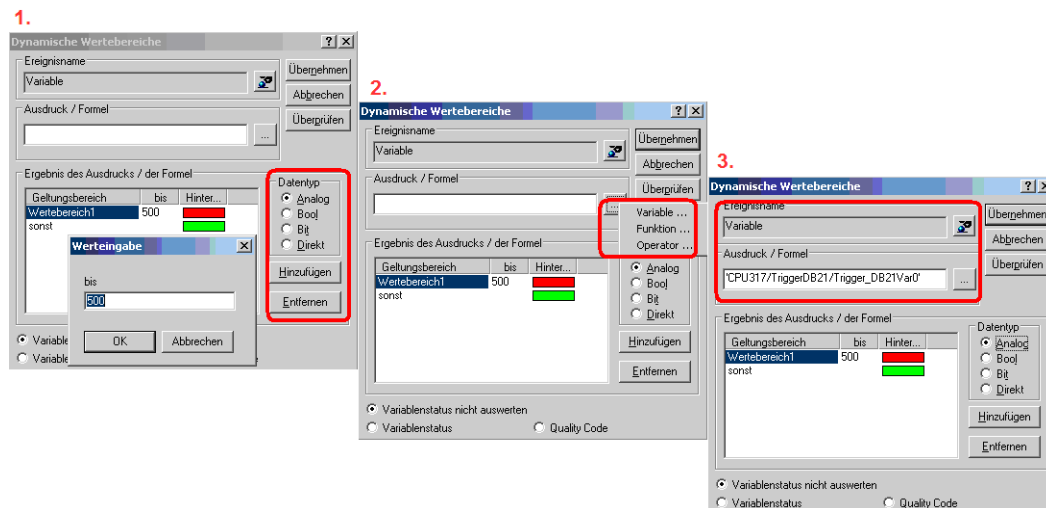 1.
Dynamische Wertebereiche
Ereignisname
Variable
Übernehmen
Abbrechen
Überprüfen
Ausdruck / Formel
...
Ergebnis des Ausdrucks / der Formel
Geltungsbereich bis Hinter...
Wertebereich1 500
sonst
Datentyp
Analog
Bool
Bit
Direkt
Hinzufügen
Entfernen
Werteingabe
bis
500
OK Abbrechen
Variable
Variable
2.
Dynamische Wertebereiche
Ereignisname
Variable
Übernehmen
Abbrechen
Überprüfen
Ausdruck / Formel
...
Variable ...
Funktion ...
Operator ...
Ergebnis des Ausdrucks / der Formel
Geltungsbereich bis Hinter...
Wertebereich1 500
sonst
Analog
Bool
Bit
Direkt
Hinzufügen
Entfernen
Variablenstatus nicht auswerten
Variablenstatus Quality Code
3.
Dynamische Wertebereiche
Ereignisname
Variable
Übernehmen
Abbrechen
Überprüfen
Ausdruck / Formel
'CPU317/TriggerDB21/Trigger_DB21Var0' ...
Ergebnis des Ausdrucks / der Formel
Geltungsbereich bis Hinter...
Wertebereich1 500
sonst
Datentyp
Analog
Bool
Bit
Direkt
Hinzufügen
Entfernen
Variablenstatus nicht auswerten
Variablenstatus Quality Code